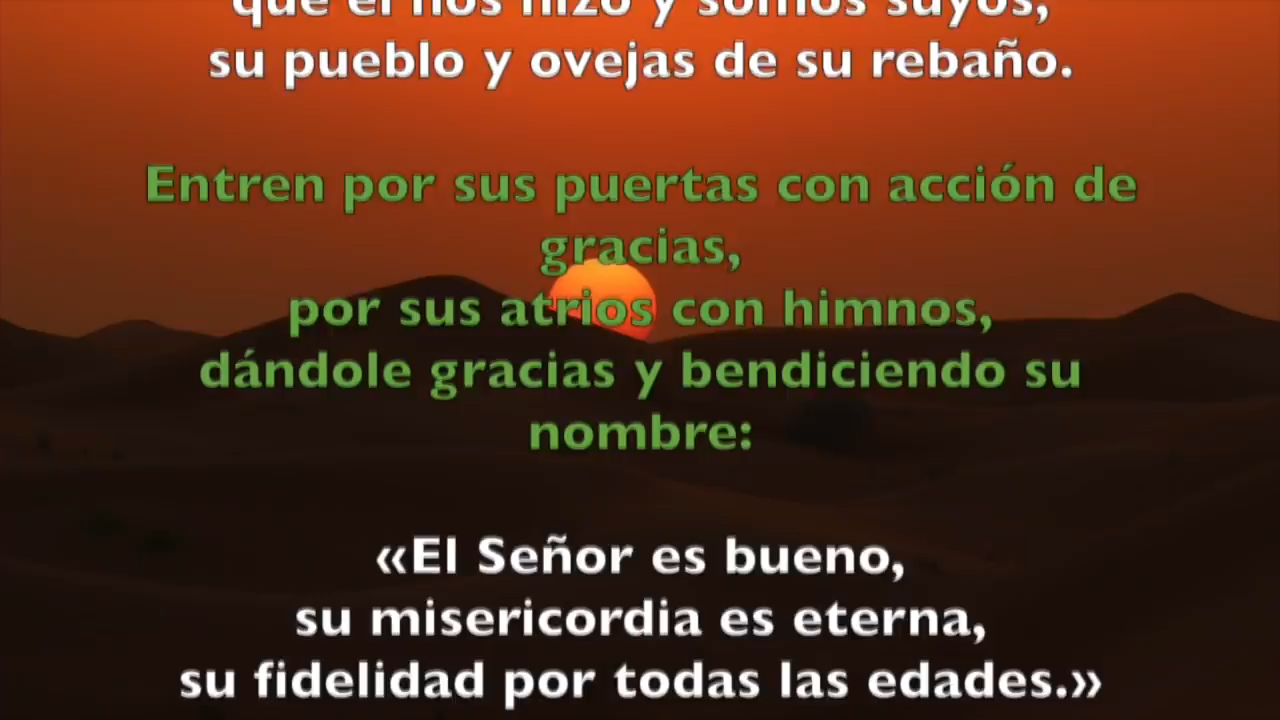 que él nos hizo y somos suyos,
su pueblo y ovejas de su rebaño.
Entren por sus puertas con acción de
gracias,
por sus atrios con himnos,
dándole gracias y bendiciendo su
nombre:
«El Señor es bueno,
su misericordia es eterna,
su fidelidad por todas las edades.»